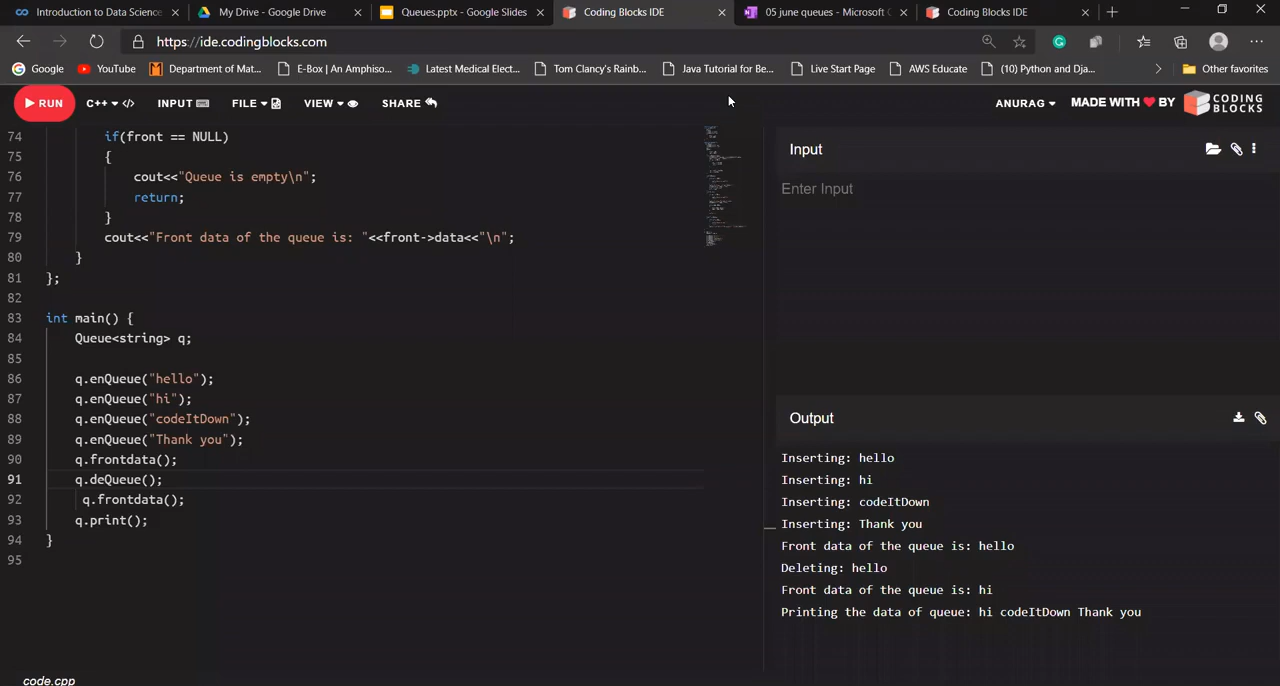 Introduction to Data Science
My Drive - Google Drive
Queues.pptx - Google Slides
Coding Blocks IDE
05 june queues - Microsoft
Coding Blocks IDE
https://ide.codingblocks.com
Google
YouTube
Department of Mat...
E-Box | An Amphiso...
Latest Medical Elect...
Tom Clancy's Rainb...
Java Tutorial for Be...
Live Start Page
AWS Educate
(10) Python and Dja...
Other favorites
RUN
C++ </>
INPUT
FILE
VIEW
SHARE
ANURAG
MADE WITH ❤ BY
CODING
BLOCKS
74 if(front == NULL)
75 {
76 cout<<"Queue is empty\n";
77 return;
78 }
79 cout<<"Front data of the queue is: "<<front->data<<"\n";
80 }
81 };
82
83 int main() {
84 Queue<string> q;
85
86 q.enQueue("hello");
87 q.enQueue("hi");
88 q.enQueue("codeItDown");
89 q.enQueue("Thank you");
90 q.frontdata();
91 q.deQueue();
92 q.frontdata();
93 q.print();
94 }
95
code.cpp
Input
Enter Input
Output
Inserting: hello
Inserting: hi
Inserting: codeItDown
Inserting: Thank you
Front data of the queue is: hello
Deleting: hello
Front data of the queue is: hi
Printing the data of queue: hi codeItDown Thank you